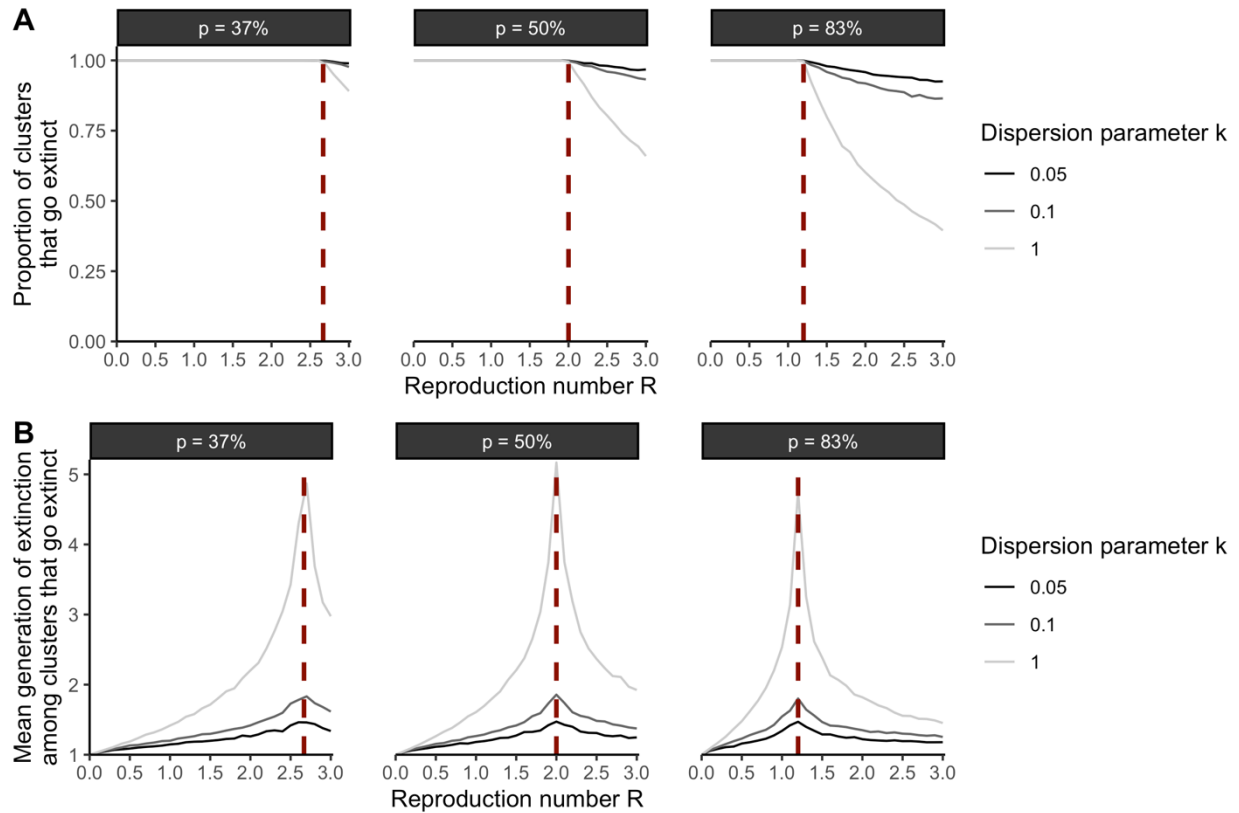 A
p = 37%
p = 50%
p = 83%
Proportion of clusters
that go extinct
1.00
0.75
0.50
0.25
0.00
0.0 0.5 1.0 1.5 2.0 2.5 3.0
0.0 0.5 1.0 1.5 2.0 2.5 3.0
0.0 0.5 1.0 1.5 2.0 2.5 3.0
Reproduction number R
Dispersion parameter k
0.05
0.1
1
B
p = 37%
p = 50%
p = 83%
Mean generation of extinction
among clusters that go extinct
5
4
3
2
1
0.0 0.5 1.0 1.5 2.0 2.5 3.0
0.0 0.5 1.0 1.5 2.0 2.5 3.0
0.0 0.5 1.0 1.5 2.0 2.5 3.0
Reproduction number R
Dispersion parameter k
0.05
0.1
1